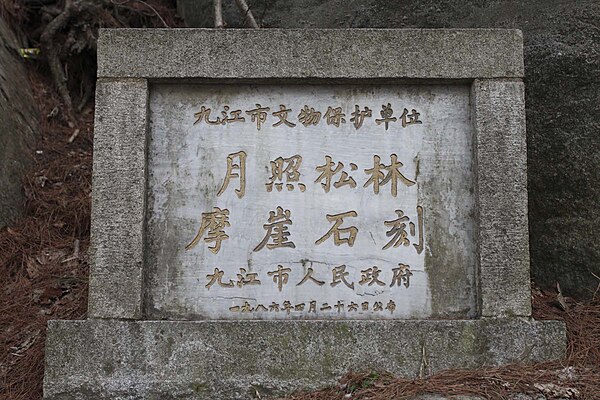 九江市文物保护单位
月照松林
摩崖石刻
九江市人民政府
一九八六年四月二十六日公布